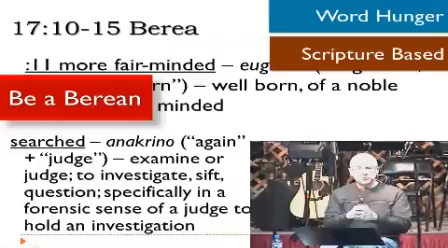 17:10-15 Berea
Word Hunger
Scripture Based
:11 more fair-minded –
rn") – well born, of a noble
Be a Berean
minded
searched – anakrino ("again"
+ "judge") – examine or
judge; to investigate, sift,
question; specifically in a
forensic sense of a judge to
hold an investigation